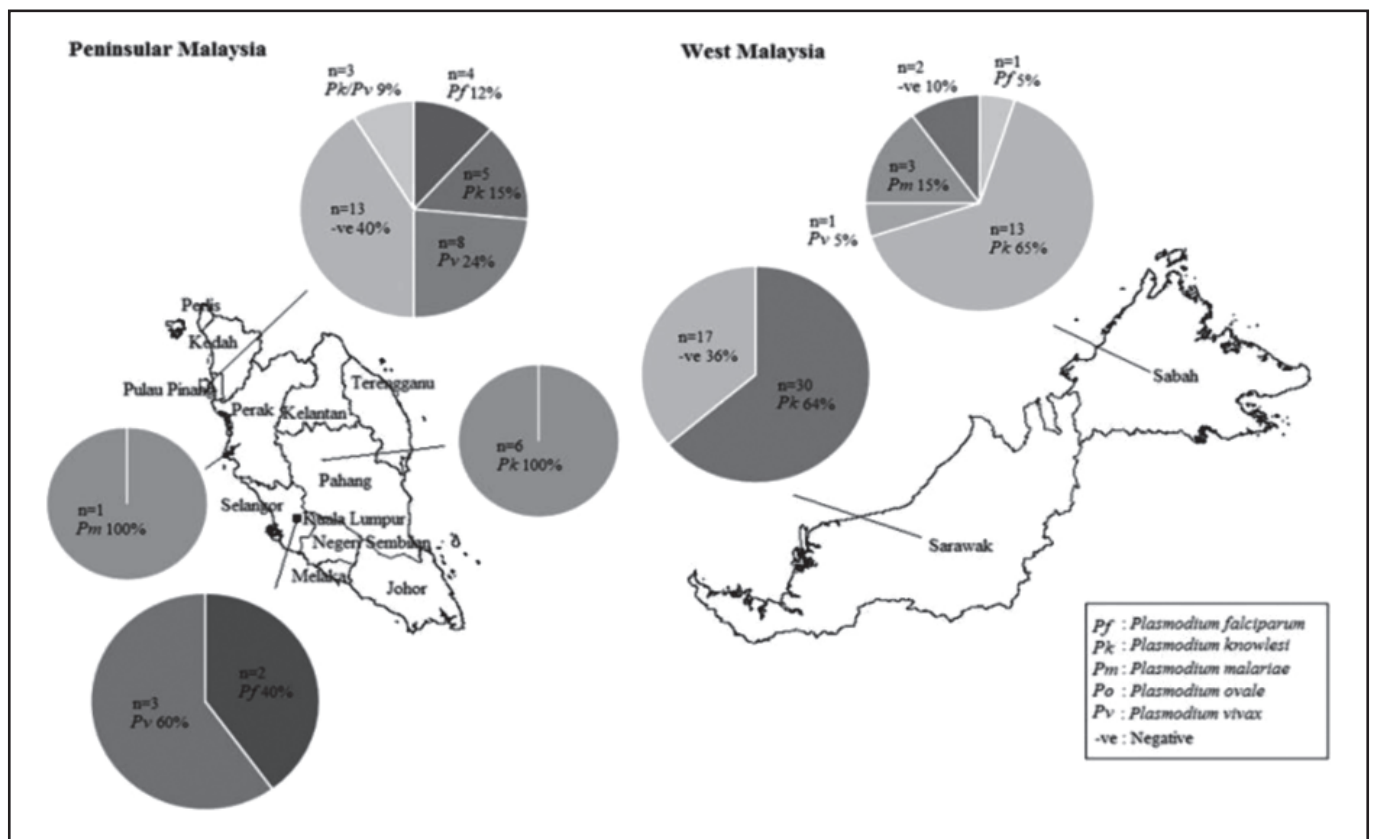 Peninsular Malaysia
West Malaysia
n=3
Pk/Pv 9%
n=4
Pf 12%
n=5
Pk 15%
n=13
-ve 40%
n=8
Pv 24%
n=2
-ve 10%
n=1
Pf 5%
n=3
Pm 15%
n=1
Pv 5%
n=13
Pk 65%
n=17
-ve 36%
n=30
Pk 64%
Perlis
Kedah
Pulau Pinang
Perak
Kelantan
Terengganu
n=6
Pk 100%
Pahang
n=1
Pm 100%
Selangor
Kuala Lumpur
Negeri Sembilan
Melaka
Johor
n=2
Pf 40%
n=3
Pv 60%
Sabah
Sarawak
Pf : Plasmodium falciparum
Pk : Plasmodium knowlesi
Pm : Plasmodium malariae
Po : Plasmodium ovale
Pv : Plasmodium vivax
-ve : Negative